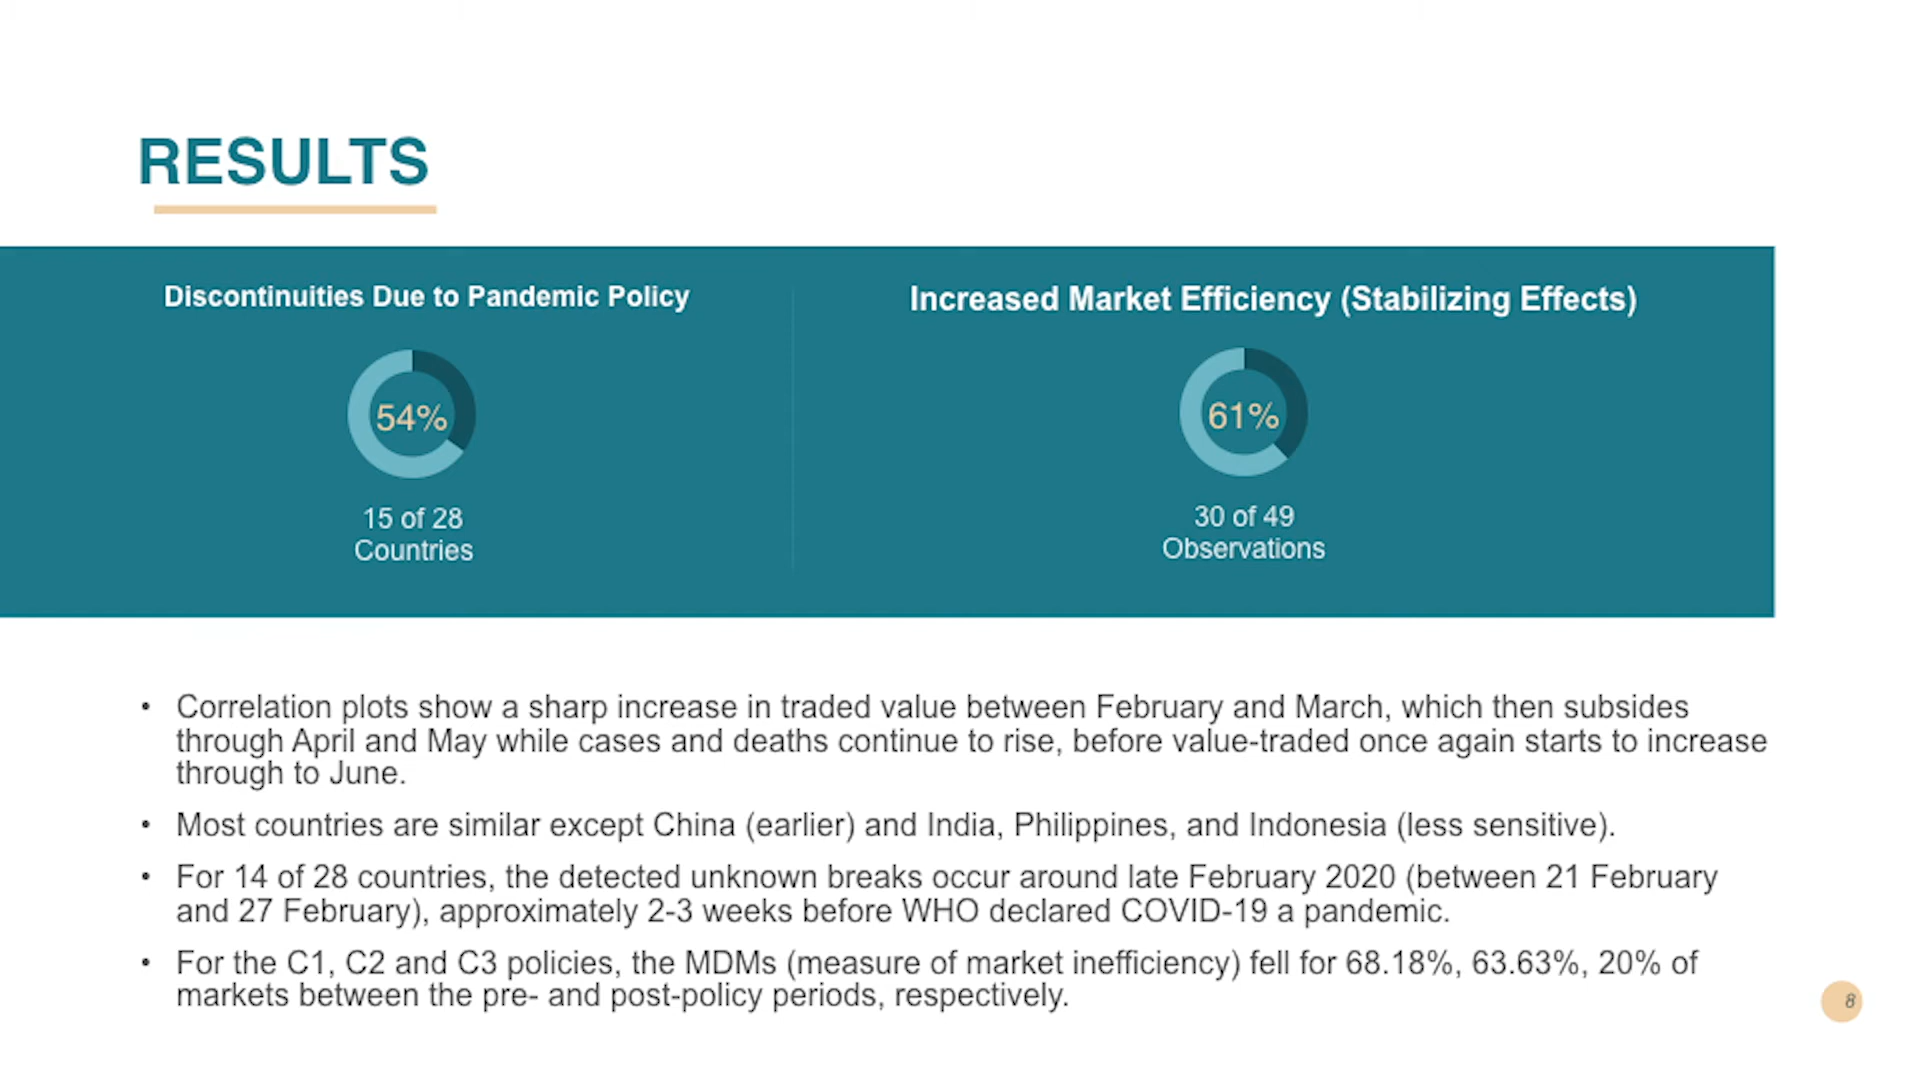 RESULTS
Discontinuities Due to Pandemic Policy
54%
15 of 28
Countries
Increased Market Efficiency (Stabilizing Effects)
61%
30 of 49
Observations
• Correlation plots show a sharp increase in traded value between February and March, which then subsides
through April and May while cases and deaths continue to rise, before value-traded once again starts to increase
through to June.
• Most countries are similar except China (earlier) and India, Philippines, and Indonesia (less sensitive).
• For 14 of 28 countries, the detected unknown breaks occur around late February 2020 (between 21 February
and 27 February), approximately 2-3 weeks before WHO declared COVID-19 a pandemic.
• For the C1, C2 and C3 policies, the MDMs (measure of market inefficiency) fell for 68.18%, 63.63%, 20% of
markets between the pre- and post-policy periods, respectively.
8